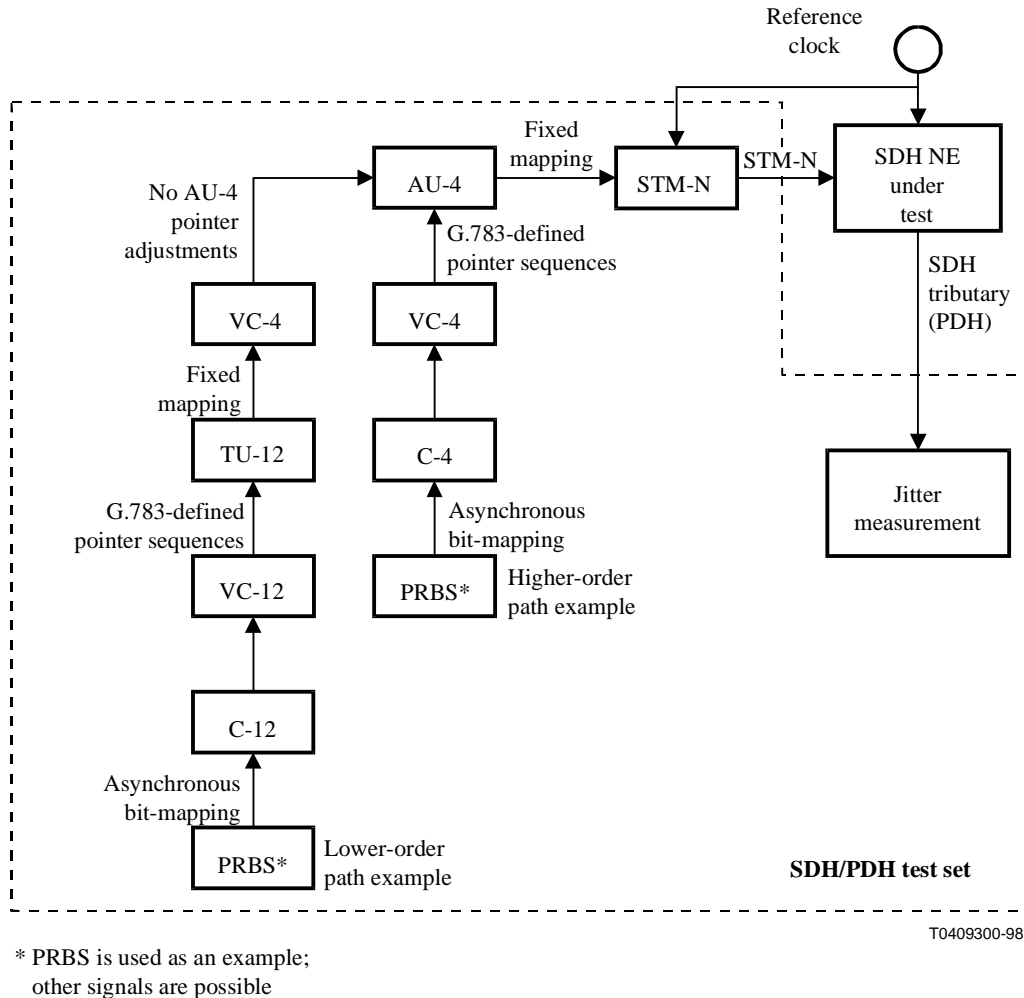 Reference
clock
Fixed
mapping
AU-4
STM-N
STM-N
SDH NE
under
test
No AU-4
pointer
adjustments
G.783-defined
pointer sequences
SDH
tributary
(PDH)
VC-4
VC-4
Fixed
mapping
TU-12
C-4
Jitter
measurement
G.783-defined
pointer sequences
Asynchronous
bit-mapping
VC-12
PRBS*
Higher-order
path example
C-12
Asynchronous
bit-mapping
PRBS*
Lower-order
path example
SDH/PDH test set
T0409300-98
* PRBS is used as an example;
other signals are possible